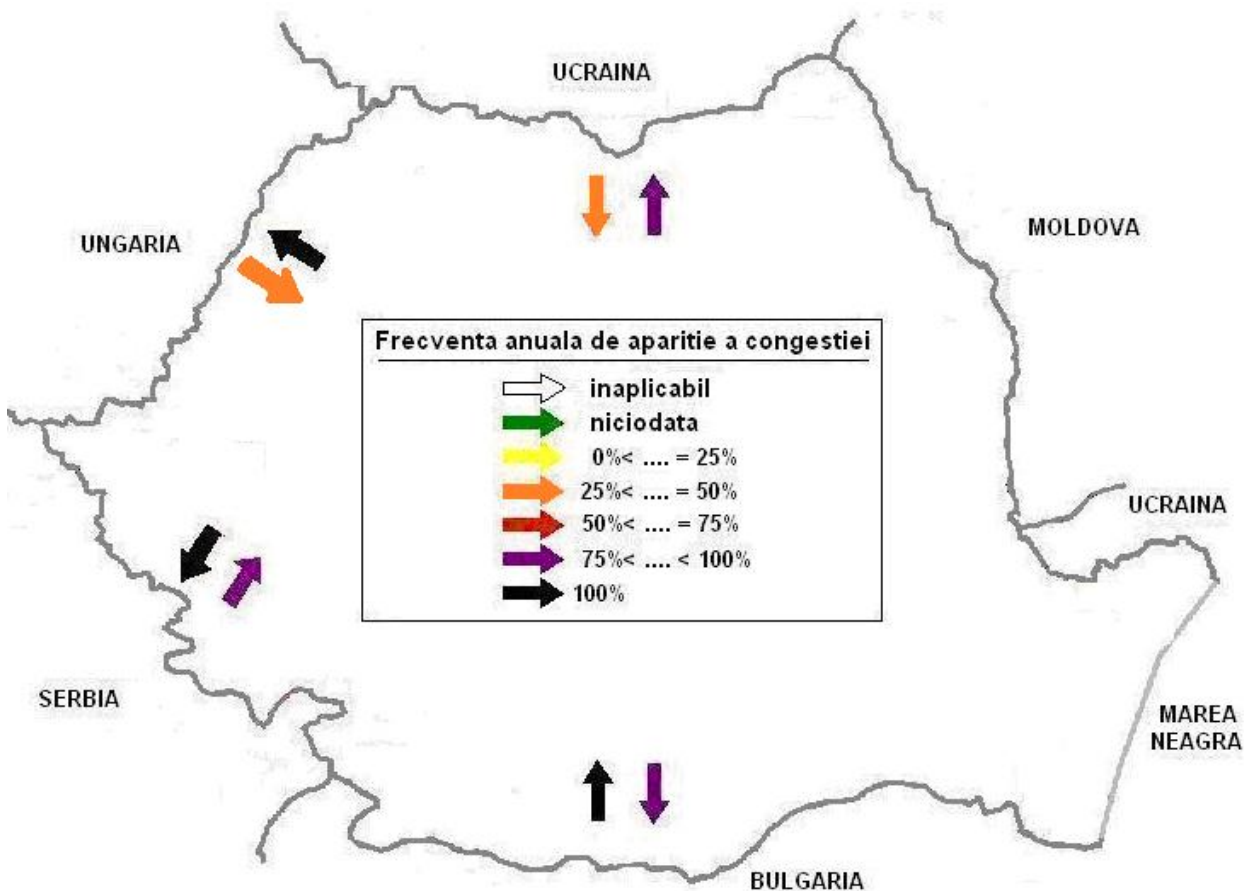 UCRAINA
UNGARIA
MOLDOVA
Frecventa anuala de aparitie a congestiei
inaplicabil
niciodata
0%< .... = 25%
25%< .... = 50%
50%< .... = 75%
75%< .... < 100%
100%
UCRAINA
SERBIA
MAREA
NEAGRA
BULGARIA